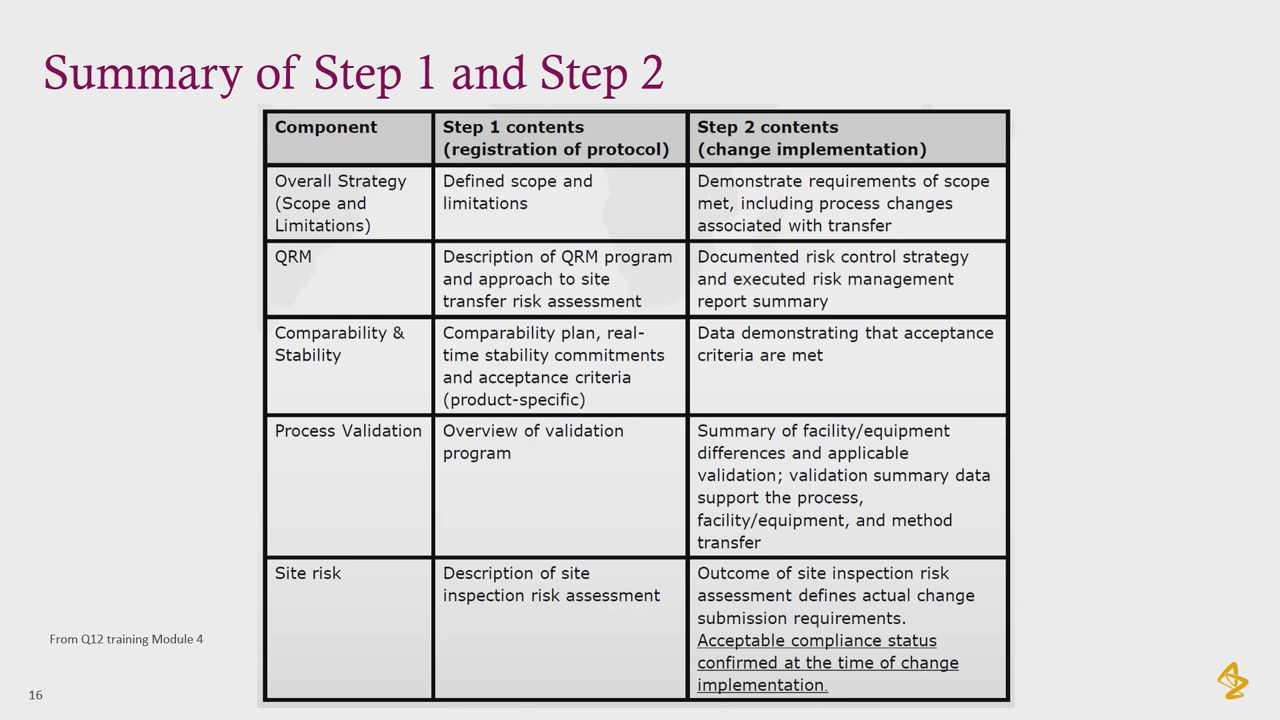 Summary of Step 1 and Step 2
Component
Step 1 contents
(registration of protocol)
Step 2 contents
(change implementation)
Overall Strategy
(Scope and
Limitations)
Defined scope and
limitations
Demonstrate requirements of scope
met, including process changes
associated with transfer
QRM
Description of QRM program
and approach to site
transfer risk assessment
Documented risk control strategy
and executed risk management
report summary
Comparability &
Stability
Comparability plan, real-
time stability commitments
and acceptance criteria
(product-specific)
Data demonstrating that acceptance
criteria are met
Process Validation
Overview of validation
program
Summary of facility/equipment
differences and applicable
validation; validation summary data
support the process,
facility/equipment, and method
transfer
Site risk
Description of site
inspection risk assessment
Outcome of site inspection risk
assessment defines actual change
submission requirements.
Acceptable compliance status
confirmed at the time of change
implementation.
From Q12 training Module 4
16